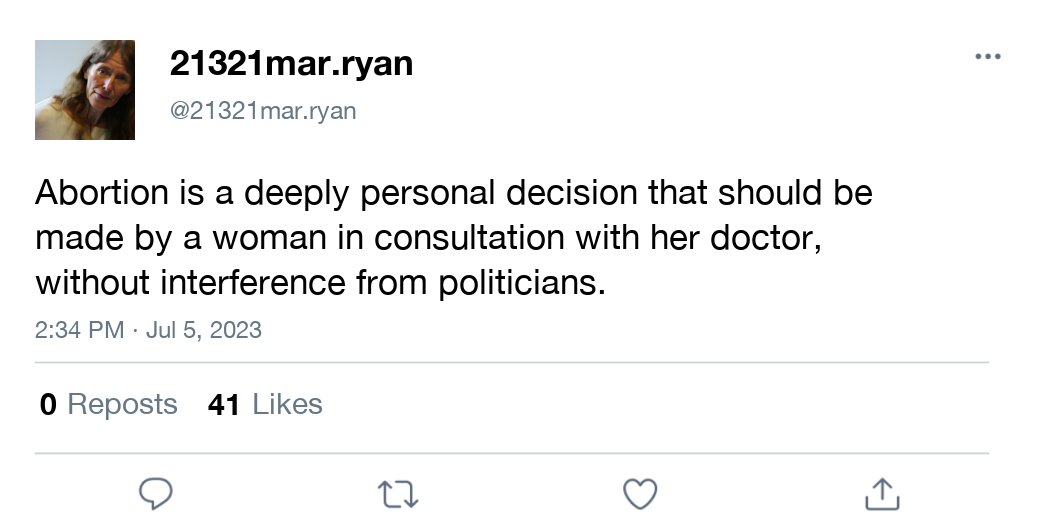 21321mar.ryan
@21321mar.ryan
Abortion is a deeply personal decision that should be
made by a woman in consultation with her doctor,
without interference from politicians.
2:34 PM · Jul 5, 2023
0 Reposts 41 Likes